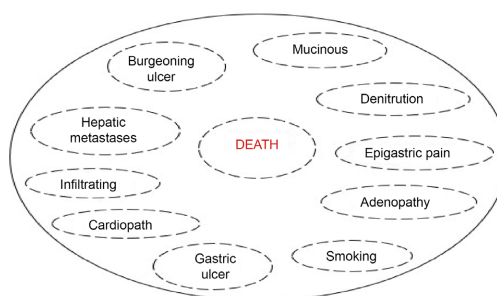 Mucinous
Burgeoning
ulcer
Denitrution
Hepatic
metastases
DEATH
Epigastric pain
Infiltrating
Adenopathy
Cardiopath
Gastric
ulcer
Smoking